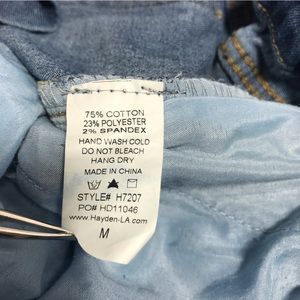 75% COTTON
23% POLYESTER
2% SPANDEX
HAND WASH COLD
DO NOT BLEACH
HANG DRY
MADE IN CHINA
STYLE# H7207
PO# HD11046
www.Hayden-LA.com
M